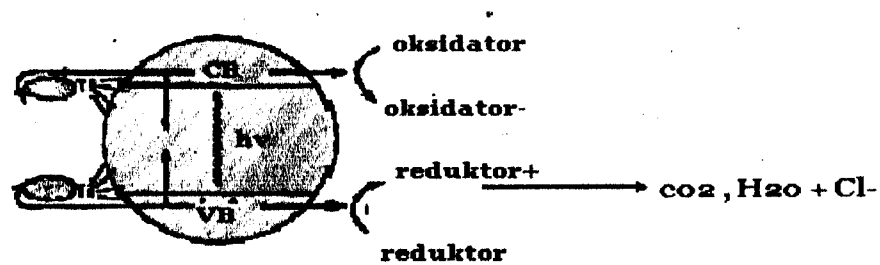 oksidator
CB
oksidator-
hv
reduktor+
co2 , H2o + Cl-
VB
reduktor